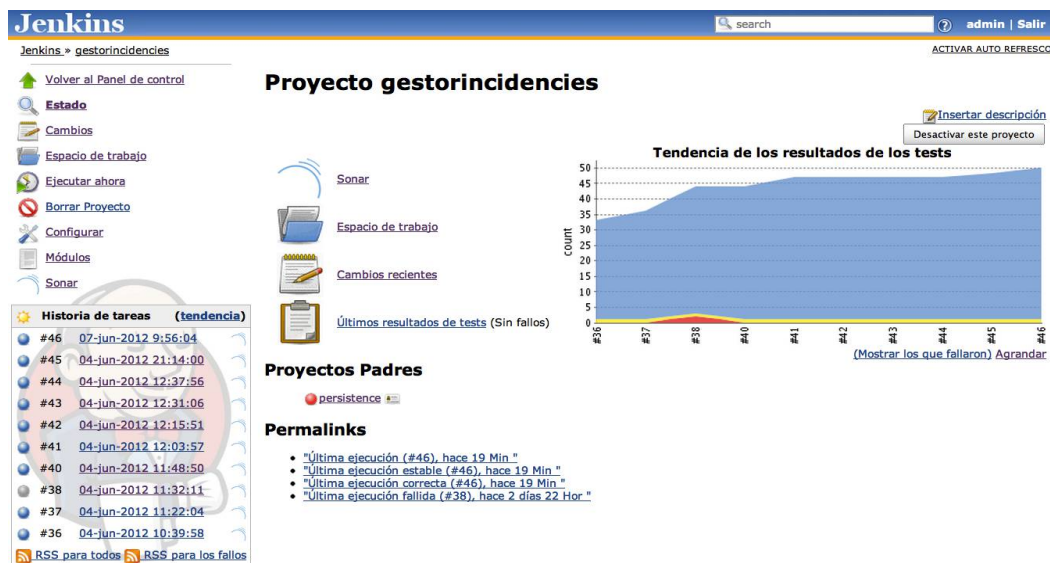 Jenkins
search
admin | Salir
Jenkins » gestorincidencies
ACTIVAR AUTO REFRESCO
Volver al Panel de control
Estado
Cambios
Espacio de trabajo
Ejecutar ahora
Borrar Proyecto
Configurar
Módulos
Sonar
Historia de tareas (tendencia)
#46 07-jun-2012 9:56:04
#45 04-jun-2012 21:14:00
#44 04-jun-2012 12:37:56
#43 04-jun-2012 12:31:06
#42 04-jun-2012 12:15:51
#41 04-jun-2012 12:03:57
#40 04-jun-2012 11:48:50
#38 04-jun-2012 11:32:11
#37 04-jun-2012 11:22:04
#36 04-jun-2012 10:39:58
RSS para todos RSS para los fallos
Proyecto gestorincidencies
Insertar descripción
Desactivar este proyecto
Sonar
Espacio de trabajo
Cambios recientes
Últimos resultados de tests (Sin fallos)
Tendencia de los resultados de los tests
count
50
45
40
35
30
25
20
15
10
5
0
#36 #37 #38 #40 #41 #42 #43 #44 #45 #46
(Mostrar los que fallaron) Agrandar
Proyectos Padres
persistence
Permalinks
"Última ejecución (#46), hace 19 Min "
"Última ejecución estable (#46), hace 19 Min "
"Última ejecución correcta (#46), hace 19 Min "
"Última ejecución fallida (#38), hace 2 días 22 Hor "